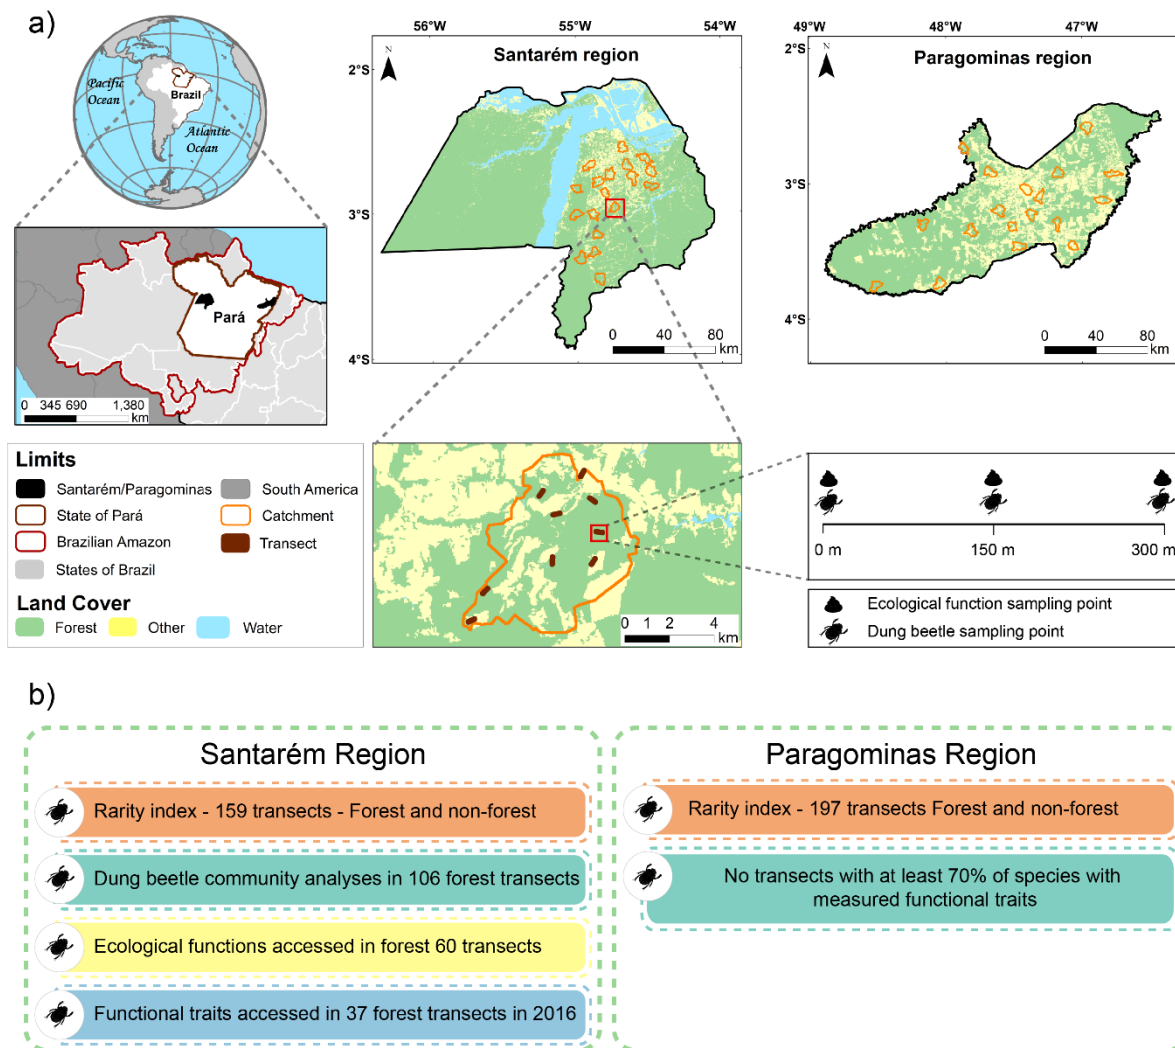 a)
Pacific
Ocean
Brazil
Atlantic
Ocean
56°W 55°W 54°W
Santarém region
N
2°S
3°S
4°S
0 40 80
km
48°W 47°W
Paragominas region
N
2°S
3°S
4°S
0 40 80
km
Pará
0 345 690 1,380
km
Limits
Santarém/Paragominas
South America
State of Pará
Catchment
Brazilian Amazon
Transect
States of Brazil
Land Cover
Forest
Other
Water
0 1 2 4
km
0 m 150 m 300 m
Ecological function sampling point
Dung beetle sampling point
b)
Santarém Region
Rarity index - 159 transects - Forest and non-forest
Dung beetle community analyses in 106 forest transects
Ecological functions accessed in forest 60 transects
Functional traits accessed in 37 forest transects in 2016
Paragominas Region
Rarity index - 197 transects Forest and non-forest
No transects with at least 70% of species with
measured functional traits